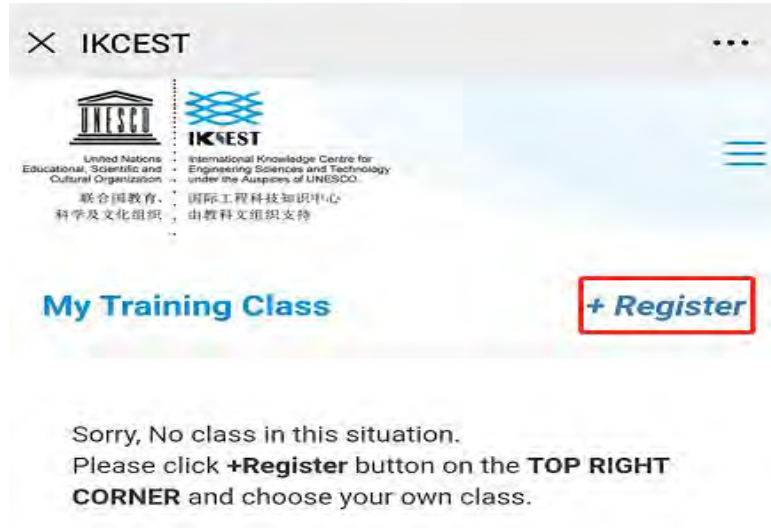 IKCEST
UNESCO
IKCEST
United Nations
Educational, Scientific and
Cultural Organization
International Knowledge Centre for
Engineering Sciences and Technology
under the Auspices of UNESCO
联合国教育、
科学及文化组织
国际工程科技知识中心
由教科文组织支持
My Training Class
+ Register
Sorry, No class in this situation.
Please click +Register button on the TOP RIGHT
CORNER and choose your own class.